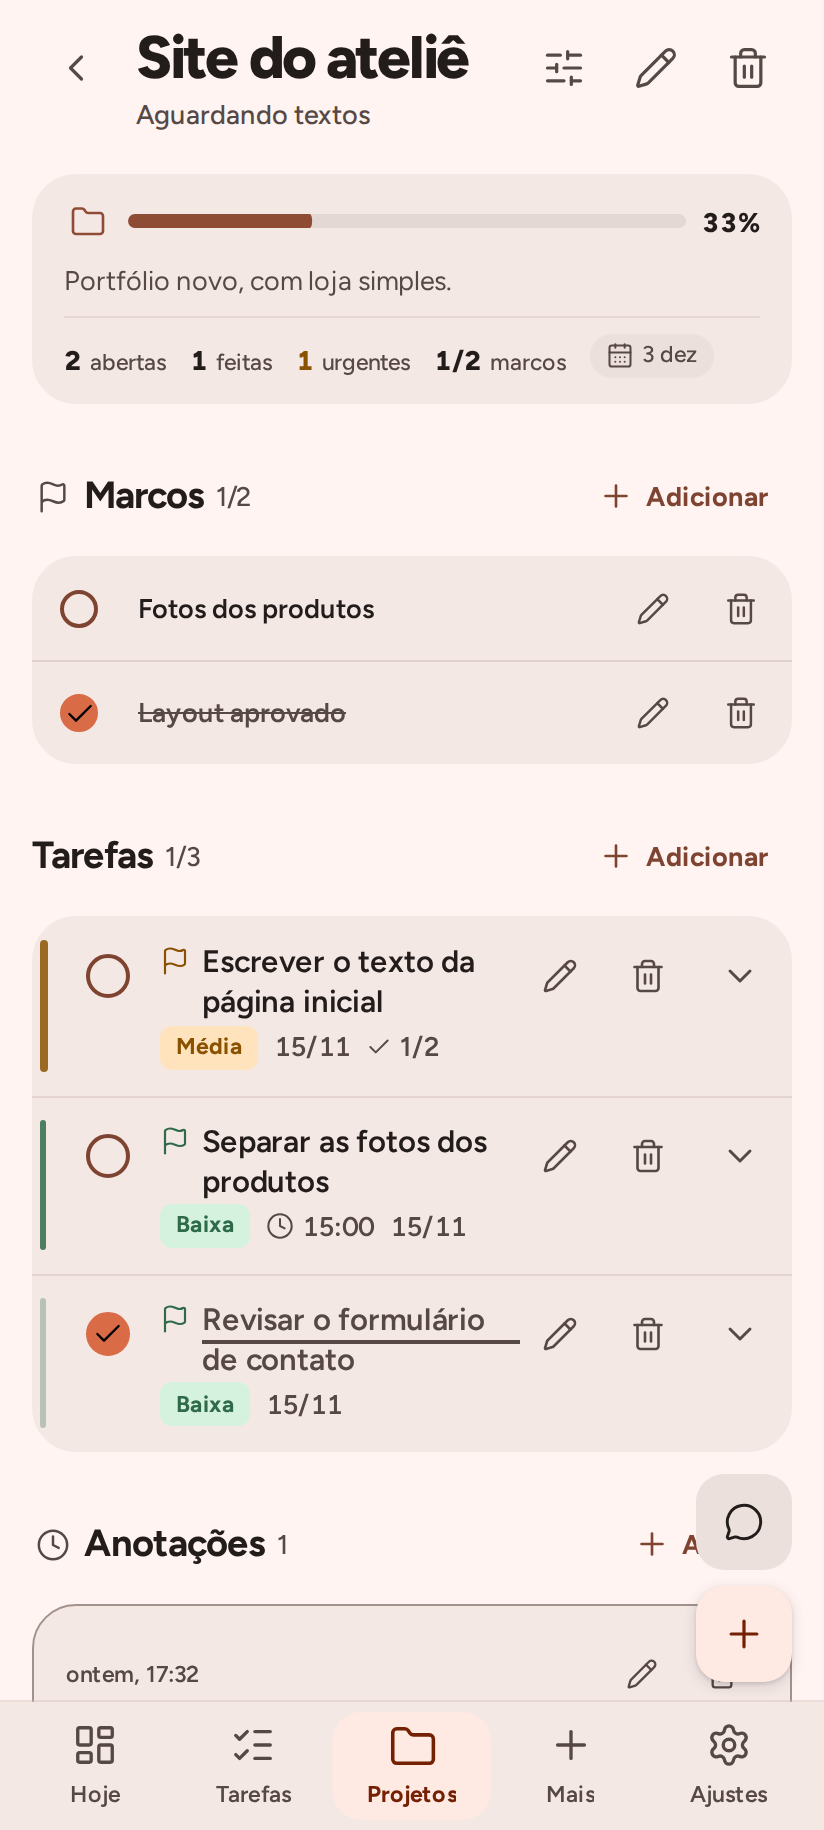 Site do ateliê
Aguardando textos
33%
Portfólio novo, com loja simples.
2 abertas 1 feitas 1 urgentes 1/2 marcos 3 dez
Marcos 1/2 Adicionar
Fotos dos produtos
Layout aprovado
Tarefas 1/3 Adicionar
Escrever o texto da
página inicial
Média 15/11 1/2
Separar as fotos dos
produtos
Baixa 15:00 15/11
Revisar o formulário
de contato
Baixa 15/11
Anotações 1
ontem, 17:32
Hoje Tarefas Projetos Mais Ajustes